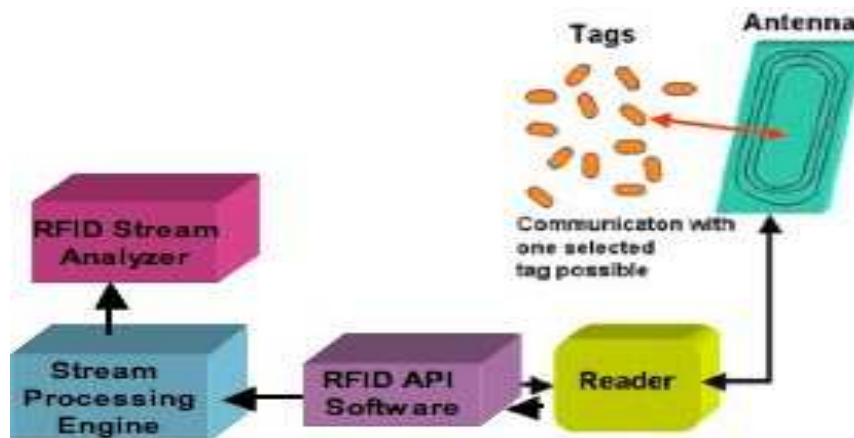 Tags
Antenna
Communicaton with
one selected
tag possible
RFID Stream
Analyzer
Stream
Processing
Engine
RFID API
Software
Reader